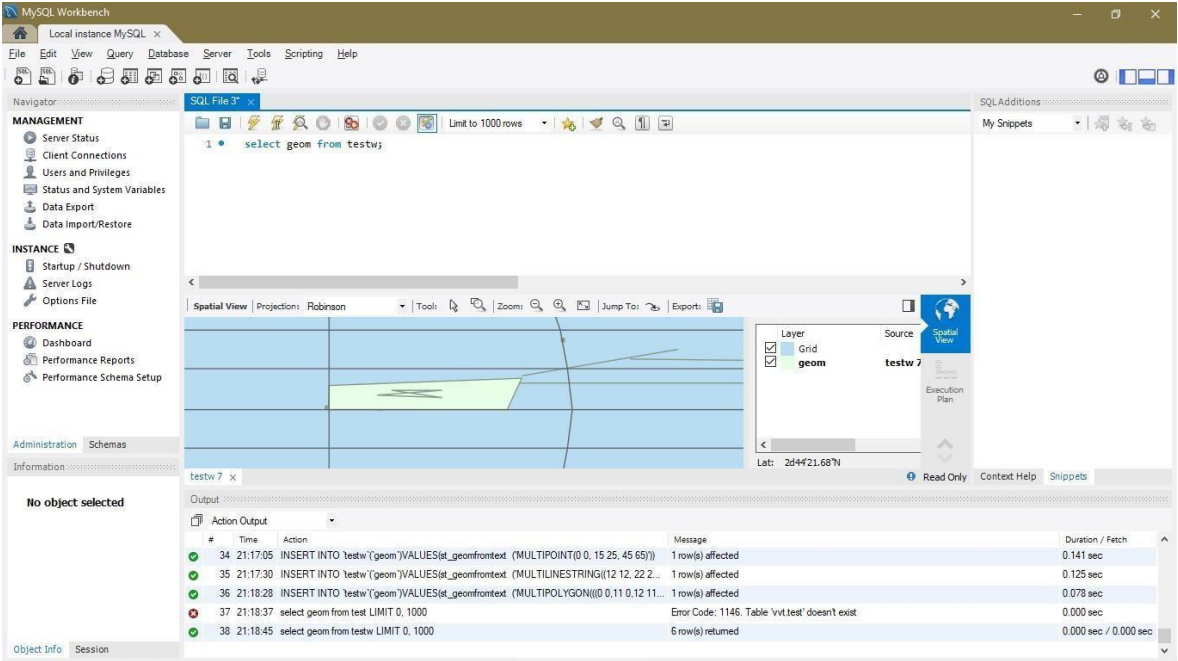 MySQL Workbench
Local instance MySQL
File Edit View Query Database Server Tools Scripting Help
Navigator
MANAGEMENT
Server Status
Client Connections
Users and Privileges
Status and System Variables
Data Export
Data Import/Restore
INSTANCE
Startup / Shutdown
Server Logs
Options File
PERFORMANCE
Dashboard
Performance Reports
Performance Schema Setup
Administration Schemas
Information
No object selected
Object Info Session
SQL File 3*
Limit to 1000 rows
1 select geom from testw;
Spatial View Projection: Robinson Tool: Zoom: Jump To: Export:
Layer Source
Grid
geom testw 7
Lat: 2d44'21.68"N
Spatial View
Execution Plan
testw 7
Read Only
SQLAdditions
My Snippets
Context Help Snippets
Output
Action Output
# Time Action Message Duration / Fetch
34 21:17:05 INSERT INTO `testw`(`geom`)VALUES(st_geomfromtext ('MULTIPOINT(0 0, 15 25, 45 65)')) 1 row(s) affected 0.141 sec
35 21:17:30 INSERT INTO `testw`(`geom`)VALUES(st_geomfromtext ('MULTILINESTRING((12 12, 22 2... 1 row(s) affected 0.125 sec
36 21:18:28 INSERT INTO `testw`(`geom`)VALUES(st_geomfromtext ('MULTIPOLYGON(((0 0,11 0,12 11... 1 row(s) affected 0.078 sec
37 21:18:37 select geom from test LIMIT 0, 1000 Error Code: 1146. Table 'vvt.test' doesn't exist 0.000 sec
38 21:18:45 select geom from testw LIMIT 0, 1000 6 row(s) returned 0.000 sec / 0.000 sec